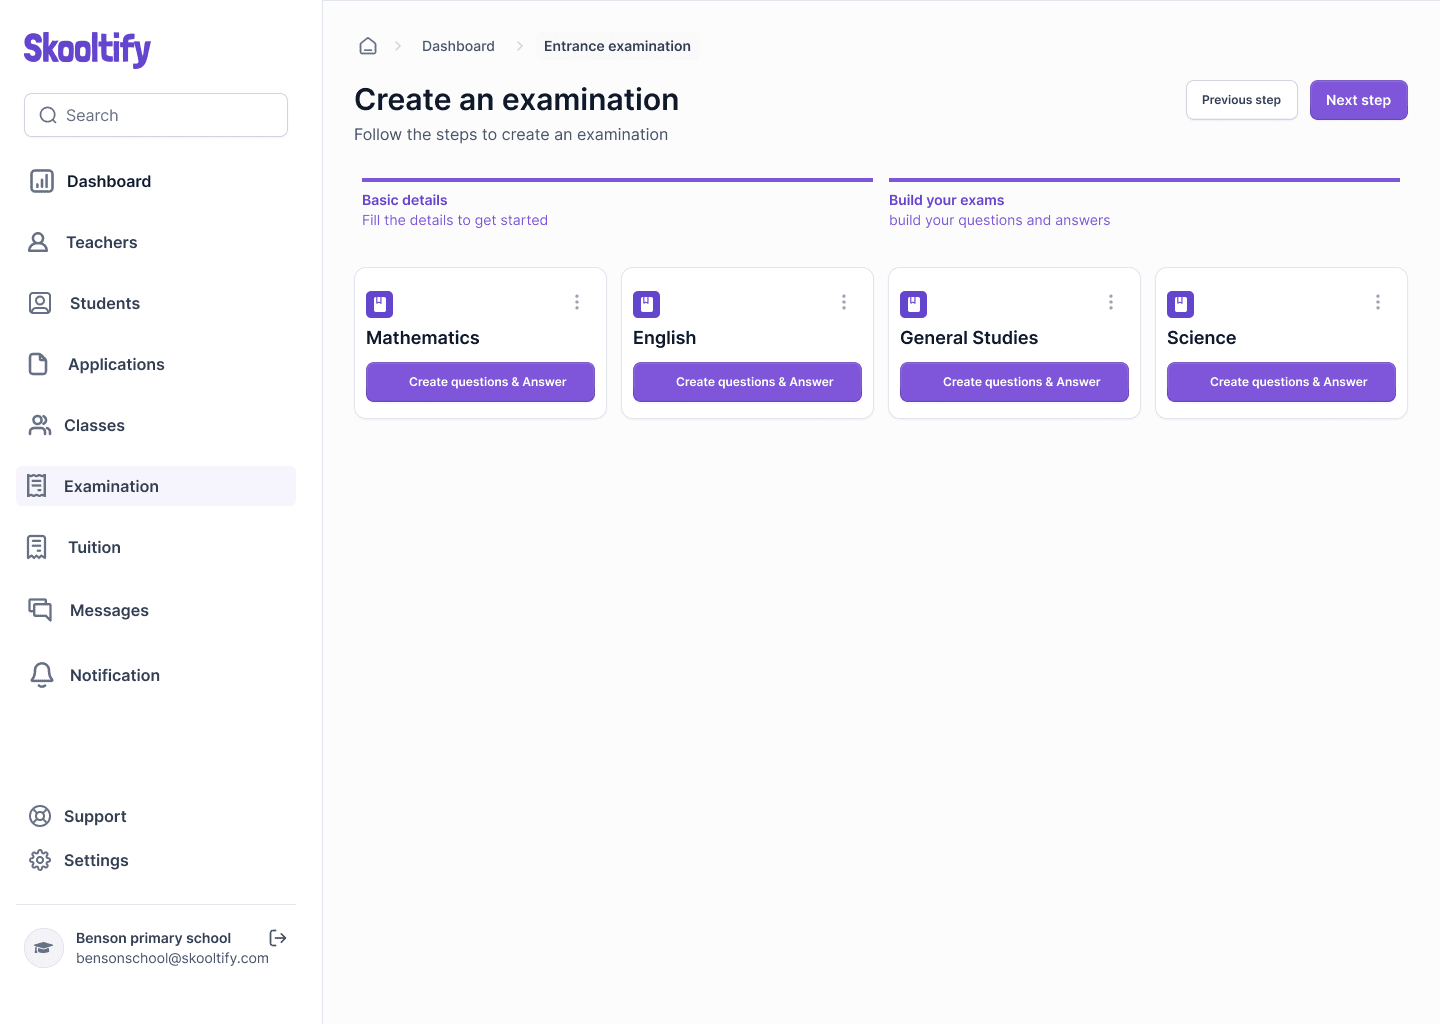 Skooltify
Search
Dashboard
Teachers
Students
Applications
Classes
Examination
Tuition
Messages
Notification
Support
Settings
Benson primary school
bensonschool@skooltify.com
Dashboard
Entrance examination
Create an examination
Follow the steps to create an examination
Previous step
Next step
Basic details
Fill the details to get started
Build your exams
build your questions and answers
Mathematics
Create questions & Answer
English
Create questions & Answer
General Studies
Create questions & Answer
Science
Create questions & Answer